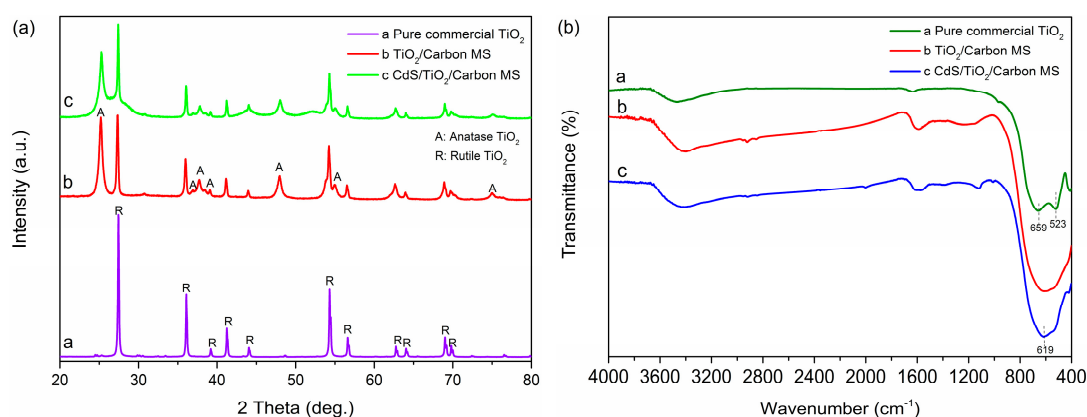 (a)
a Pure commercial TiO2
b TiO2/Carbon MS
c CdS/TiO2/Carbon MS
A: Anatase TiO2
R: Rutile TiO2
c
A
A
A
A
A
A
A
b
R
R
R
R
R
R
R
R
R
R
R
a
Intensity (a.u.)
20 30 40 50 60 70 80
2 Theta (deg.)
(b)
a Pure commercial TiO2
b TiO2/Carbon MS
c CdS/TiO2/Carbon MS
a
b
c
659 523
619
Transmittance (%)
4000 3600 3200 2800 2400 2000 1600 1200 800 400
Wavenumber (cm-1)